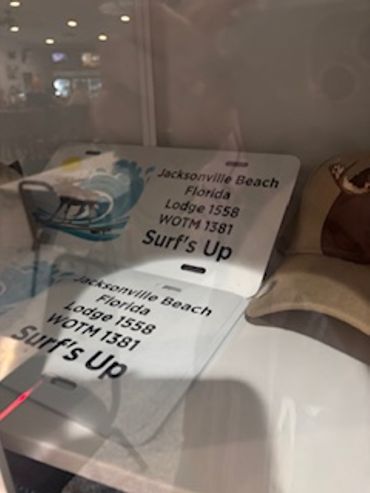 Jacksonville Beach
Florida
Lodge 1558
WOTM 1381
Surf's Up
Jacksonville Beach
Florida
Lodge 1558
WOTM 1381
Surf's Up